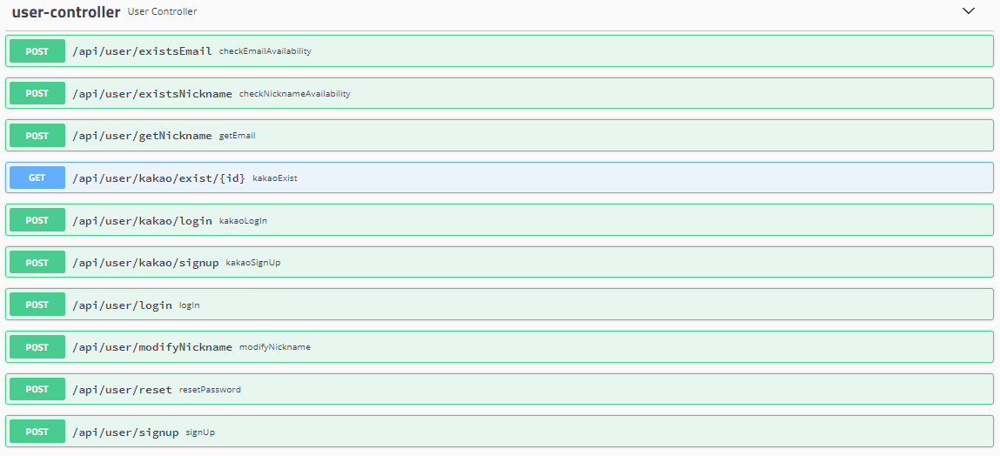 user-controller User Controller
POST /api/user/existsEmail checkEmailAvailability
POST /api/user/existsNickname checkNicknameAvailability
POST /api/user/getNickname getEmail
GET /api/user/kakao/exist/{id} kakaoExist
POST /api/user/kakao/login kakaoLogIn
POST /api/user/kakao/signup kakaoSignUp
POST /api/user/login logIn
POST /api/user/modifyNickname modifyNickname
POST /api/user/reset resetPassword
POST /api/user/signup signUp